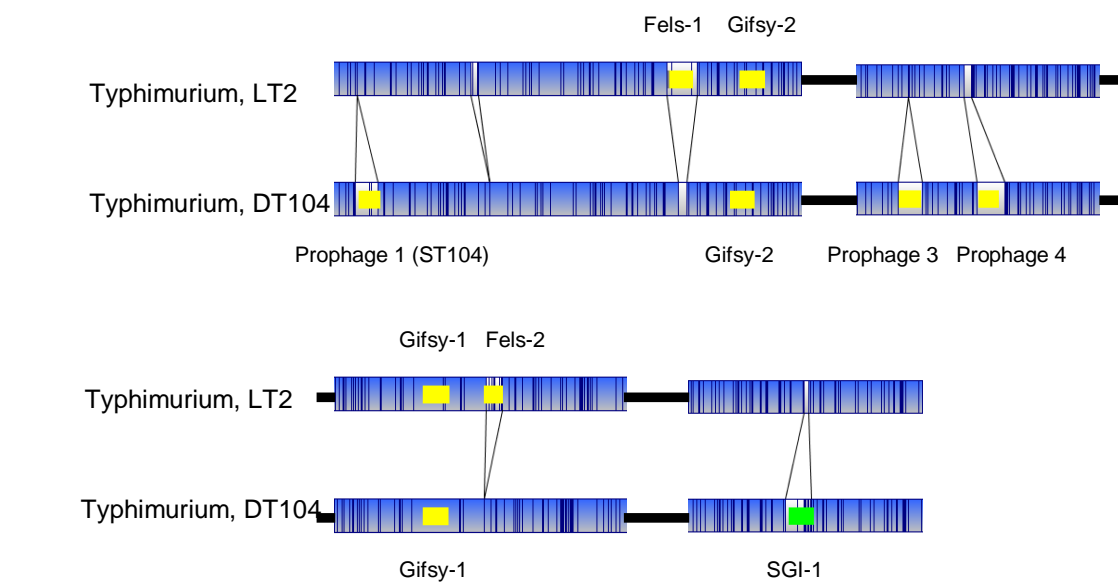 Fels-1 Gifsy-2
Typhimurium, LT2
Typhimurium, DT104
Prophage 1 (ST104) Gifsy-2 Prophage 3 Prophage 4
Gifsy-1 Fels-2
Typhimurium, LT2
Typhimurium, DT104
Gifsy-1 SGI-1